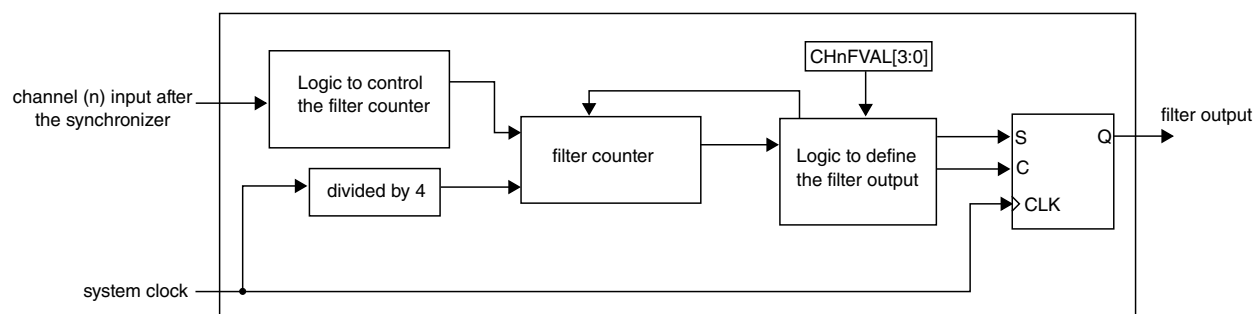 CHnFVAL[3:0]
Logic to control
the filter counter
channel (n) input after
the synchronizer
filter output
S
Q
filter counter
Logic to define
the filter output
C
divided by 4
CLK
system clock